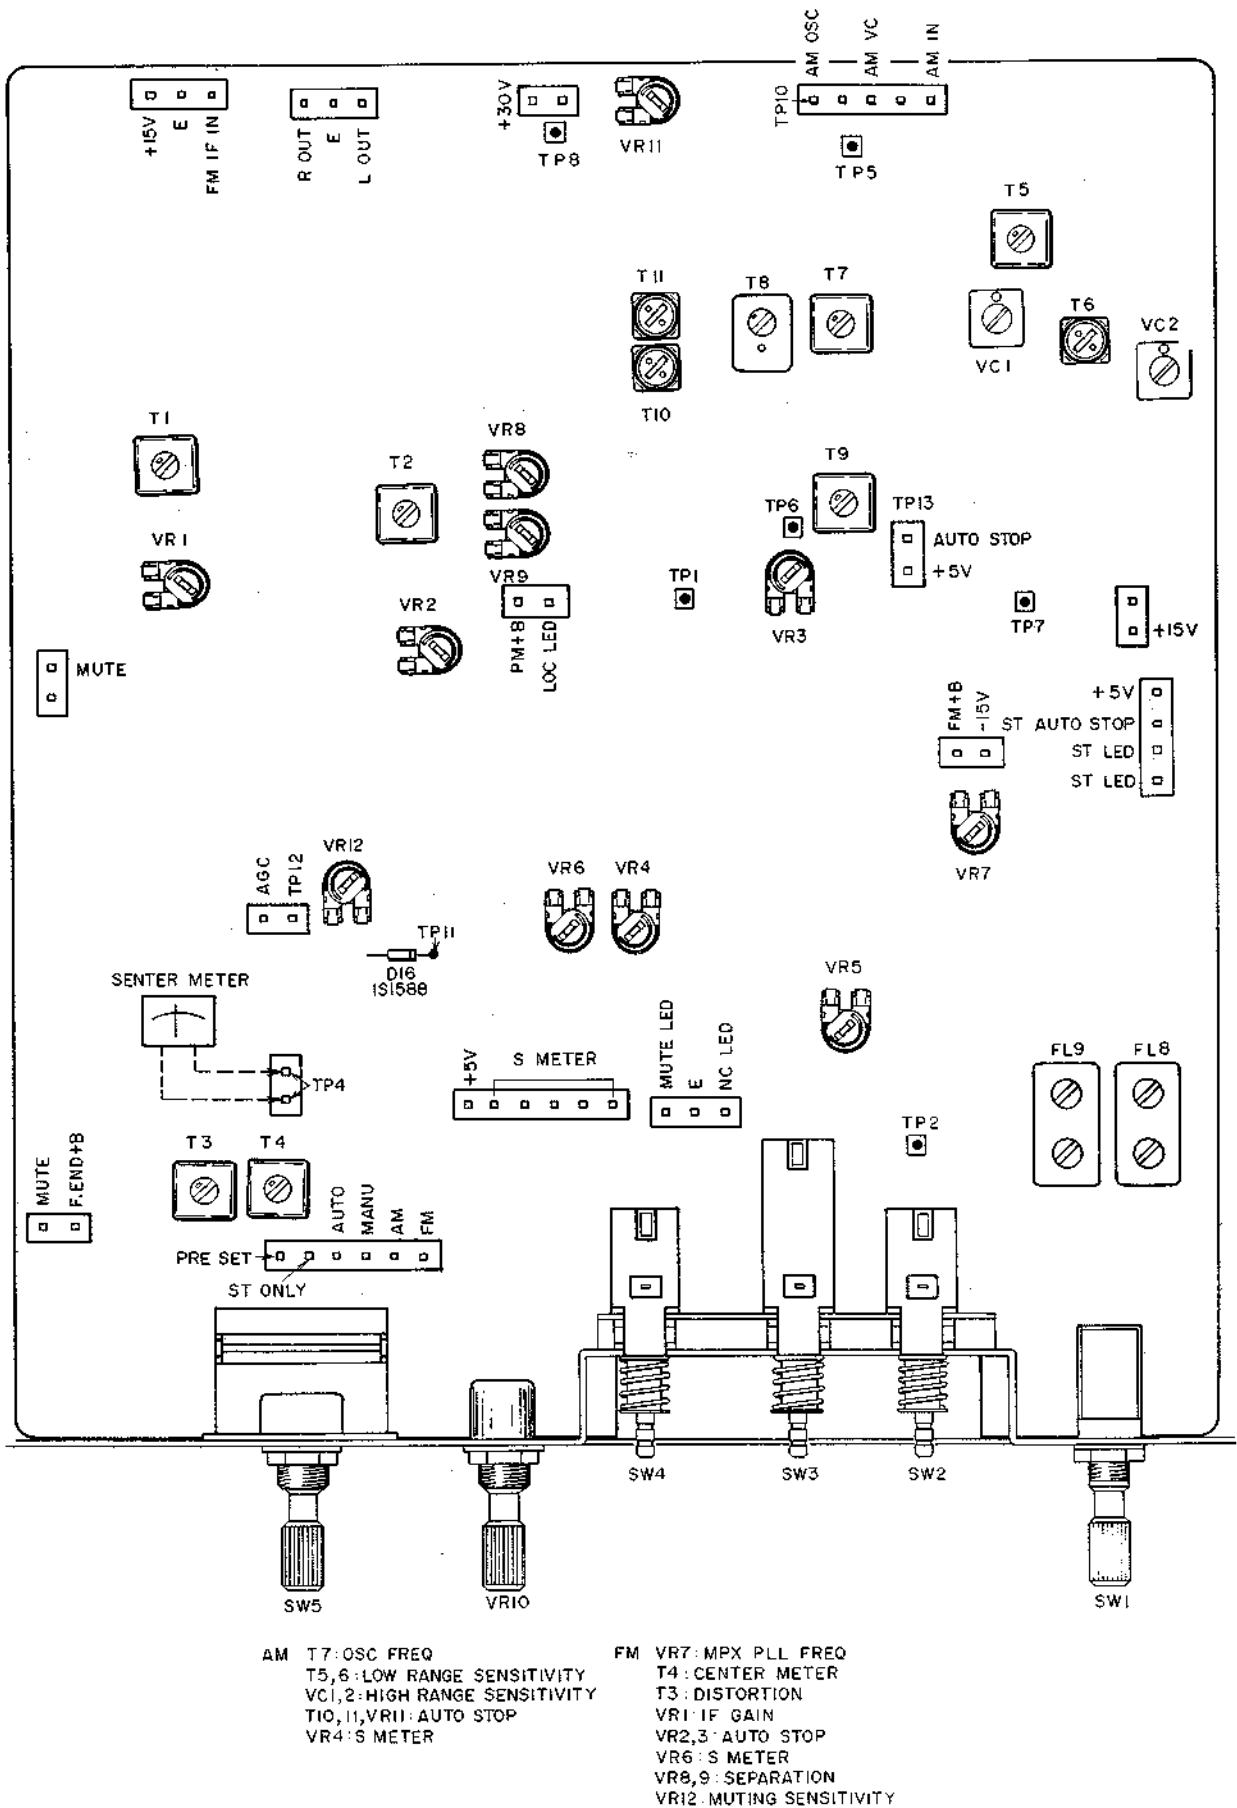 AM OSC
AM VC
AM IN
+15V
E
FM IF IN
R OUT
E
L OUT
+30V
TP8
VR11
TP10
TP5
T5
T11
T8
T7
T6
VC1
VC2
T10
T1
T2
VR8
T9
TP6
TP13
AUTO STOP
+5V
VR1
VR9
VR2
PM+B
LOC LED
TP1
VR3
TP7
+15V
MUTE
FM+B
-15V
+5V
ST AUTO STOP
ST LED
ST LED
VR7
AGC
TP12
VR12
VR6
VR4
TP11
D16
1S1588
SENTER METER
VR5
TP4
+5V
S METER
MUTE LED
E
NC LED
FL9
FL8
TP2
MUTE
F.END+B
T3
T4
AUTO
MANU
AM
FM
PRE SET
ST ONLY
SW4
SW3
SW2
SW5
VR10
SW1
AM T7:OSC FREQ
T5,6:LOW RANGE SENSITIVITY
VC1,2:HIGH RANGE SENSITIVITY
T10,11,VR11:AUTO STOP
VR4:S METER
FM VR7:MPX PLL FREQ
T4:CENTER METER
T3:DISTORTION
VR1:IF GAIN
VR2,3:AUTO STOP
VR6:S METER
VR8,9:SEPARATION
VR12:MUTING SENSITIVITY